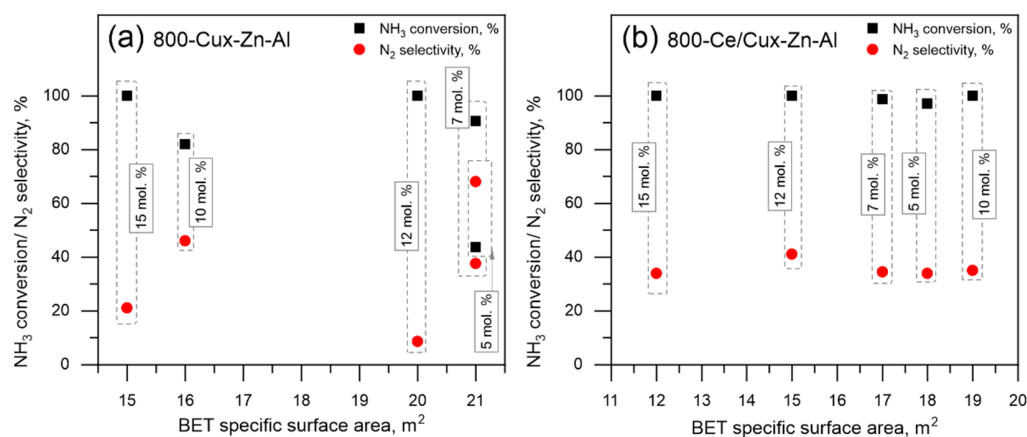 (a) 800-Cux-Zn-Al
NH₃ conversion, %
N₂ selectivity, %
NH₃ conversion/ N₂ selectivity, %
100
80
60
40
20
0
15 mol. %
10 mol. %
12 mol. %
7 mol. %
5 mol. %
15 16 17 18 19 20 21
BET specific surface area, m²
(b) 800-Ce/Cux-Zn-Al
NH₃ conversion, %
N₂ selectivity, %
NH₃ conversion/ N₂ selectivity, %
100
80
60
40
20
0
15 mol. %
12 mol. %
7 mol. %
5 mol. %
10 mol. %
11 12 13 14 15 16 17 18 19 20
BET specific surface area, m²